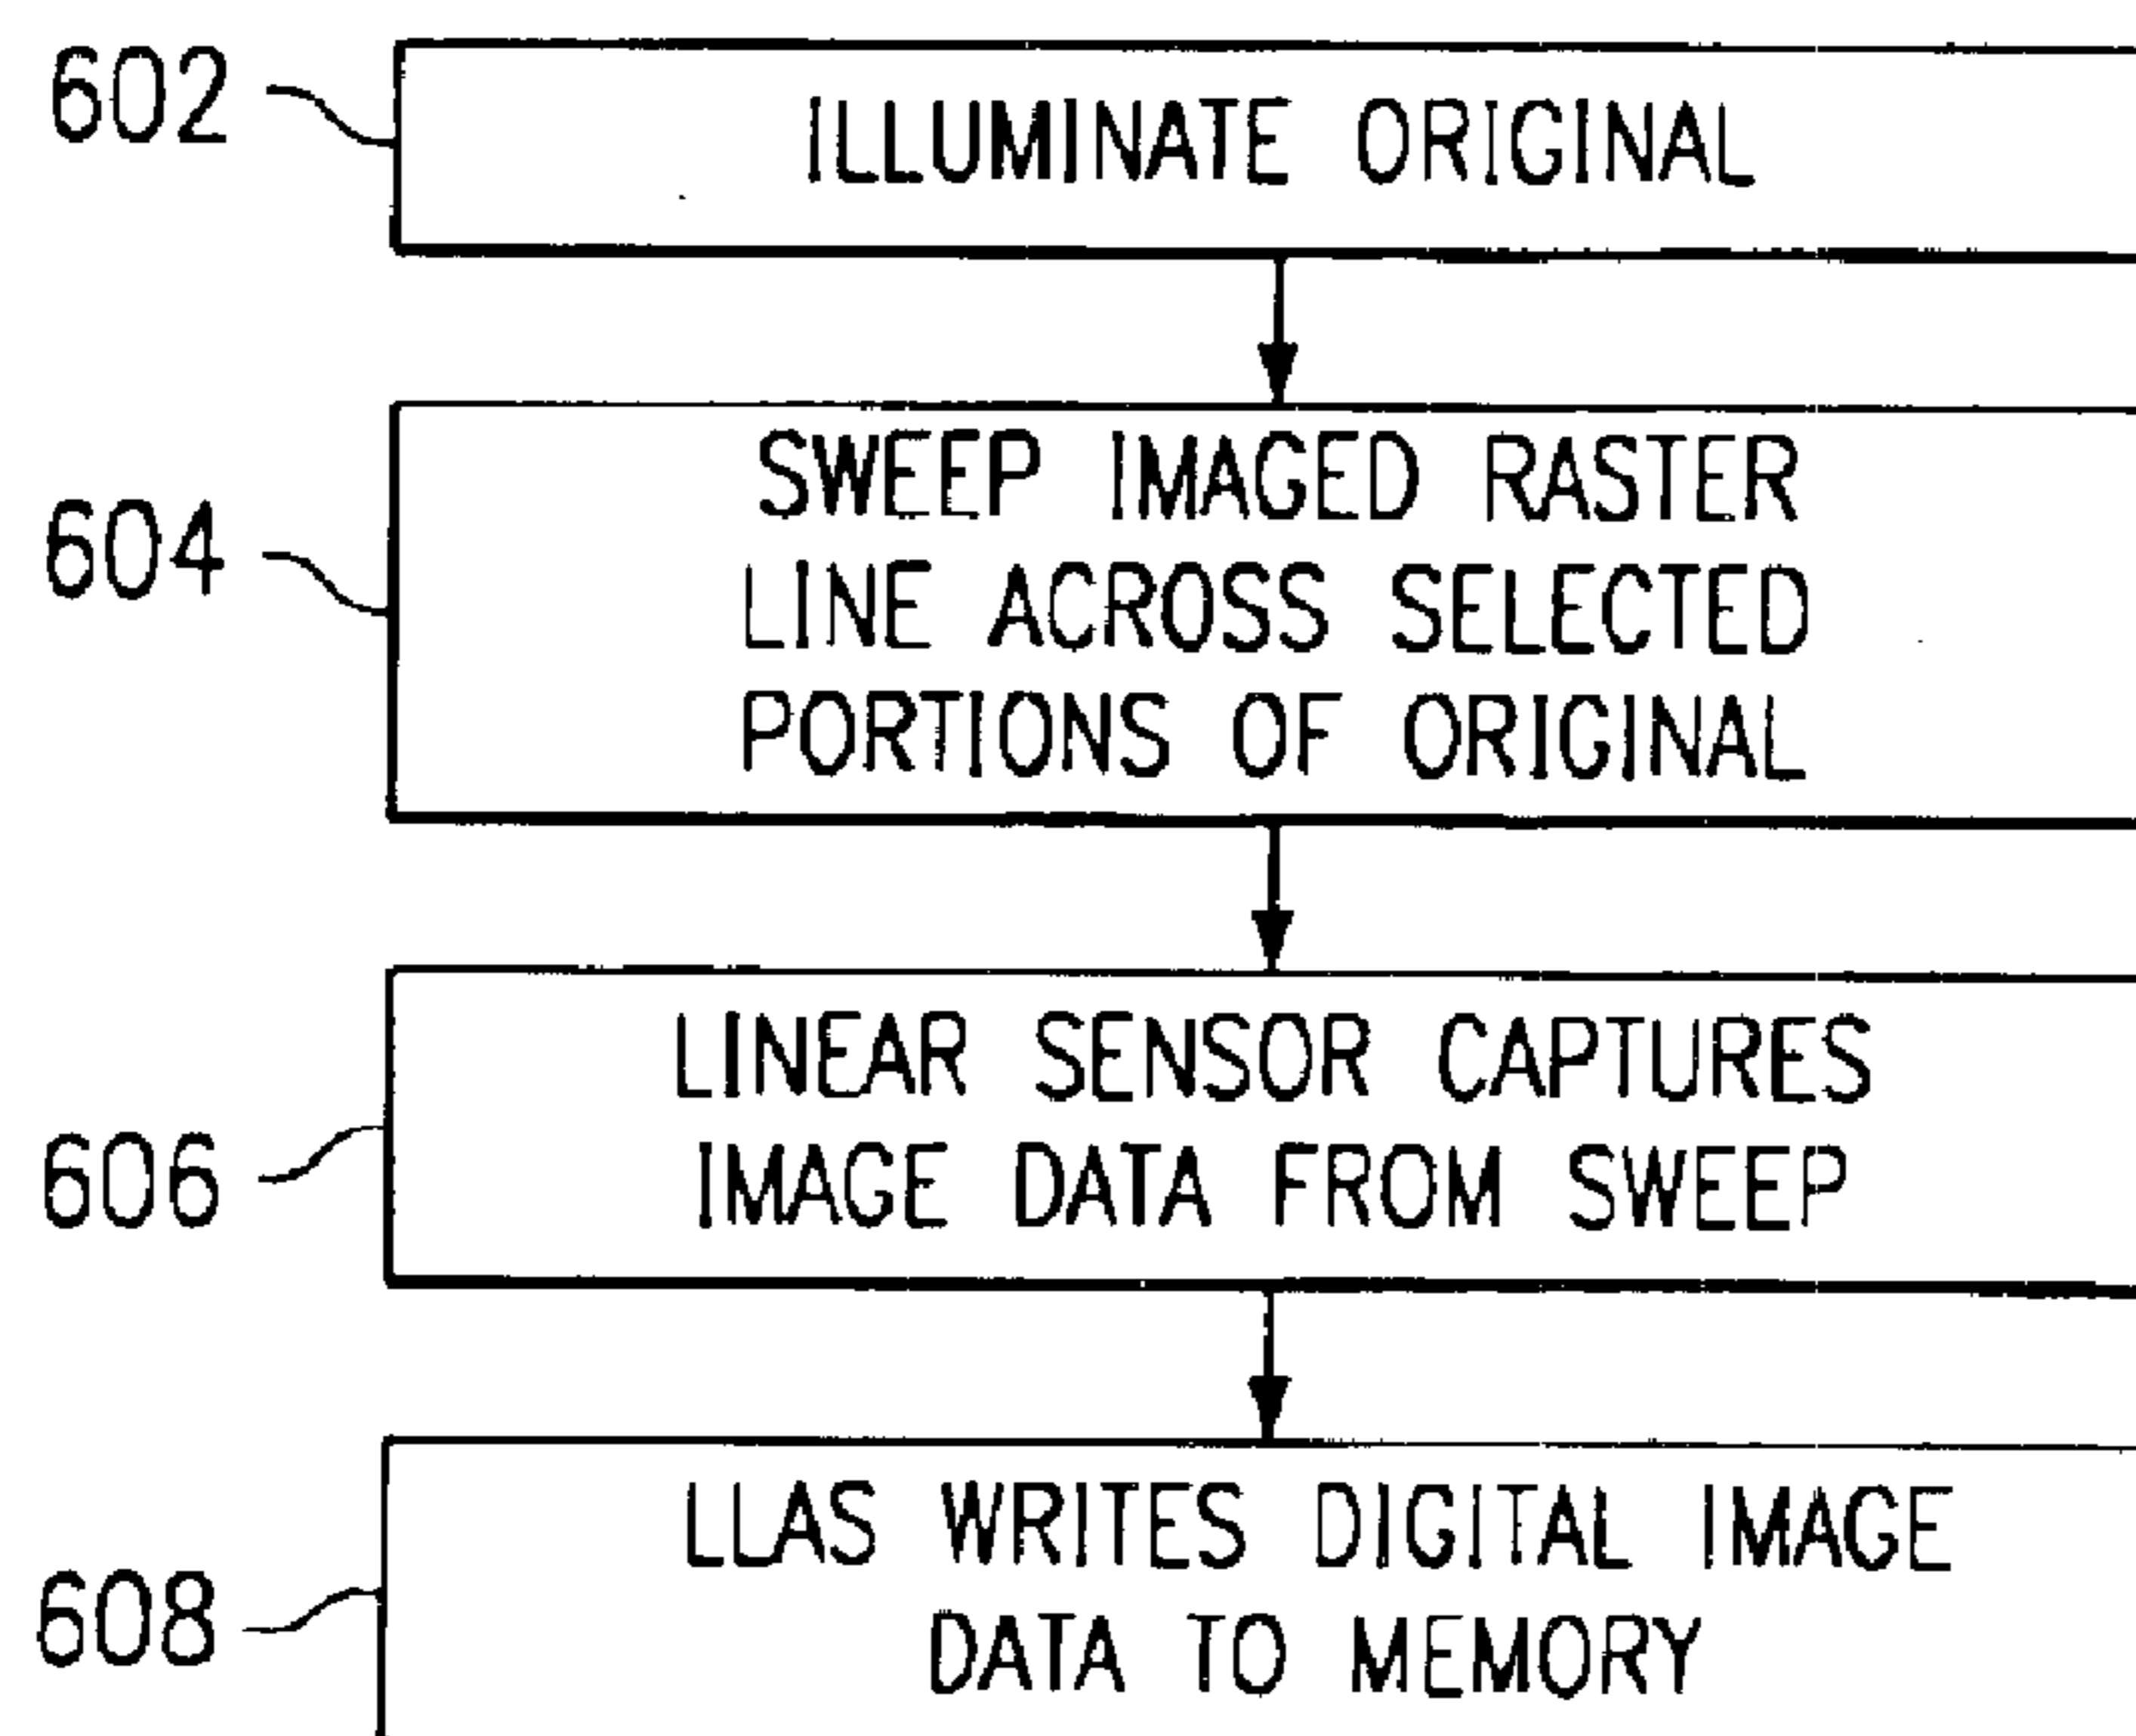 602
ILLUMINATE ORIGINAL
604
SWEEP IMAGED RASTER
LINE ACROSS SELECTED
PORTIONS OF ORIGINAL
606
LINEAR SENSOR CAPTURES
IMAGE DATA FROM SWEEP
608
LLAS WRITES DIGITAL IMAGE
DATA TO MEMORY